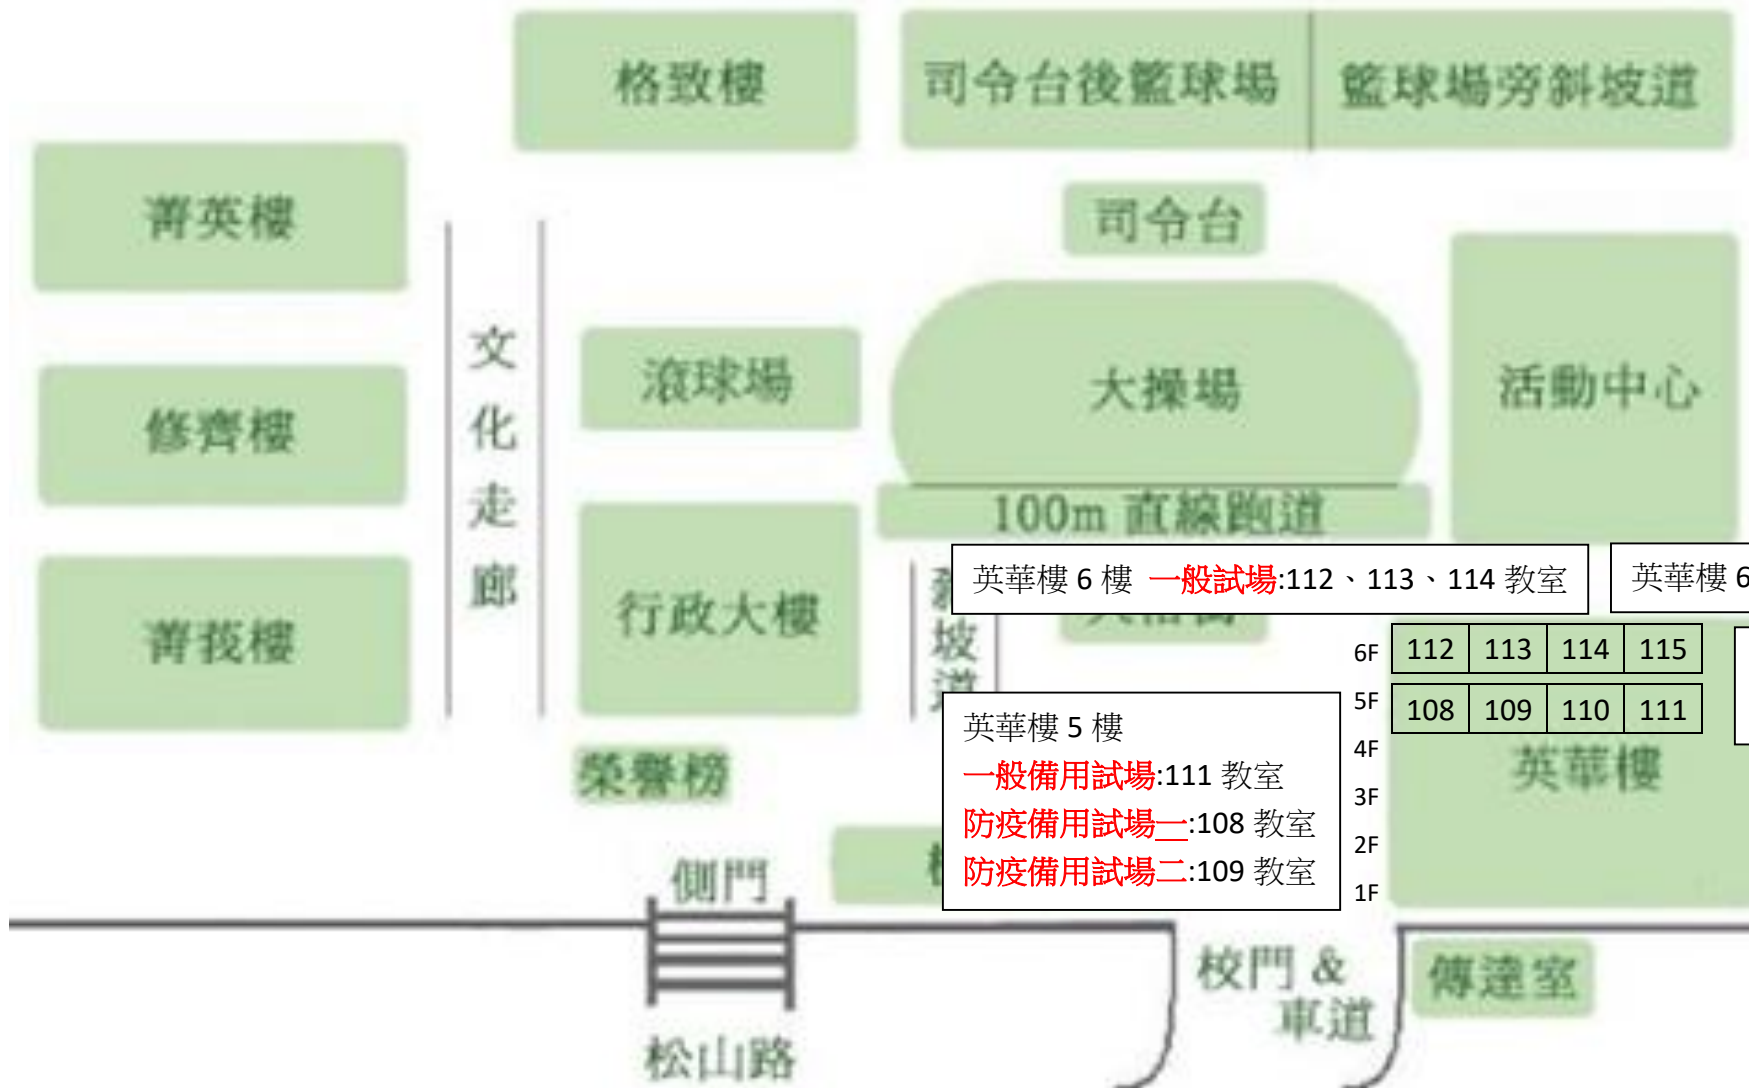 格致樓
司令台後籃球場
籃球場旁斜坡道
菁英樓
司令台
文化走廊
滾球場
大操場
活動中心
修齊樓
100m 直線跑道
英華樓 6 樓 一般試場:112、113、114 教室
英華樓 6
行政大樓
坡道
菁莪樓
6F 112 113 114 115
5F 108 109 110 111
4F
3F
2F
1F
英華樓
英華樓 5 樓
一般備用試場:111 教室
防疫備用試場一:108 教室
防疫備用試場二:109 教室
榮譽榜
側門
校門 &
車道
傳達室
松山路